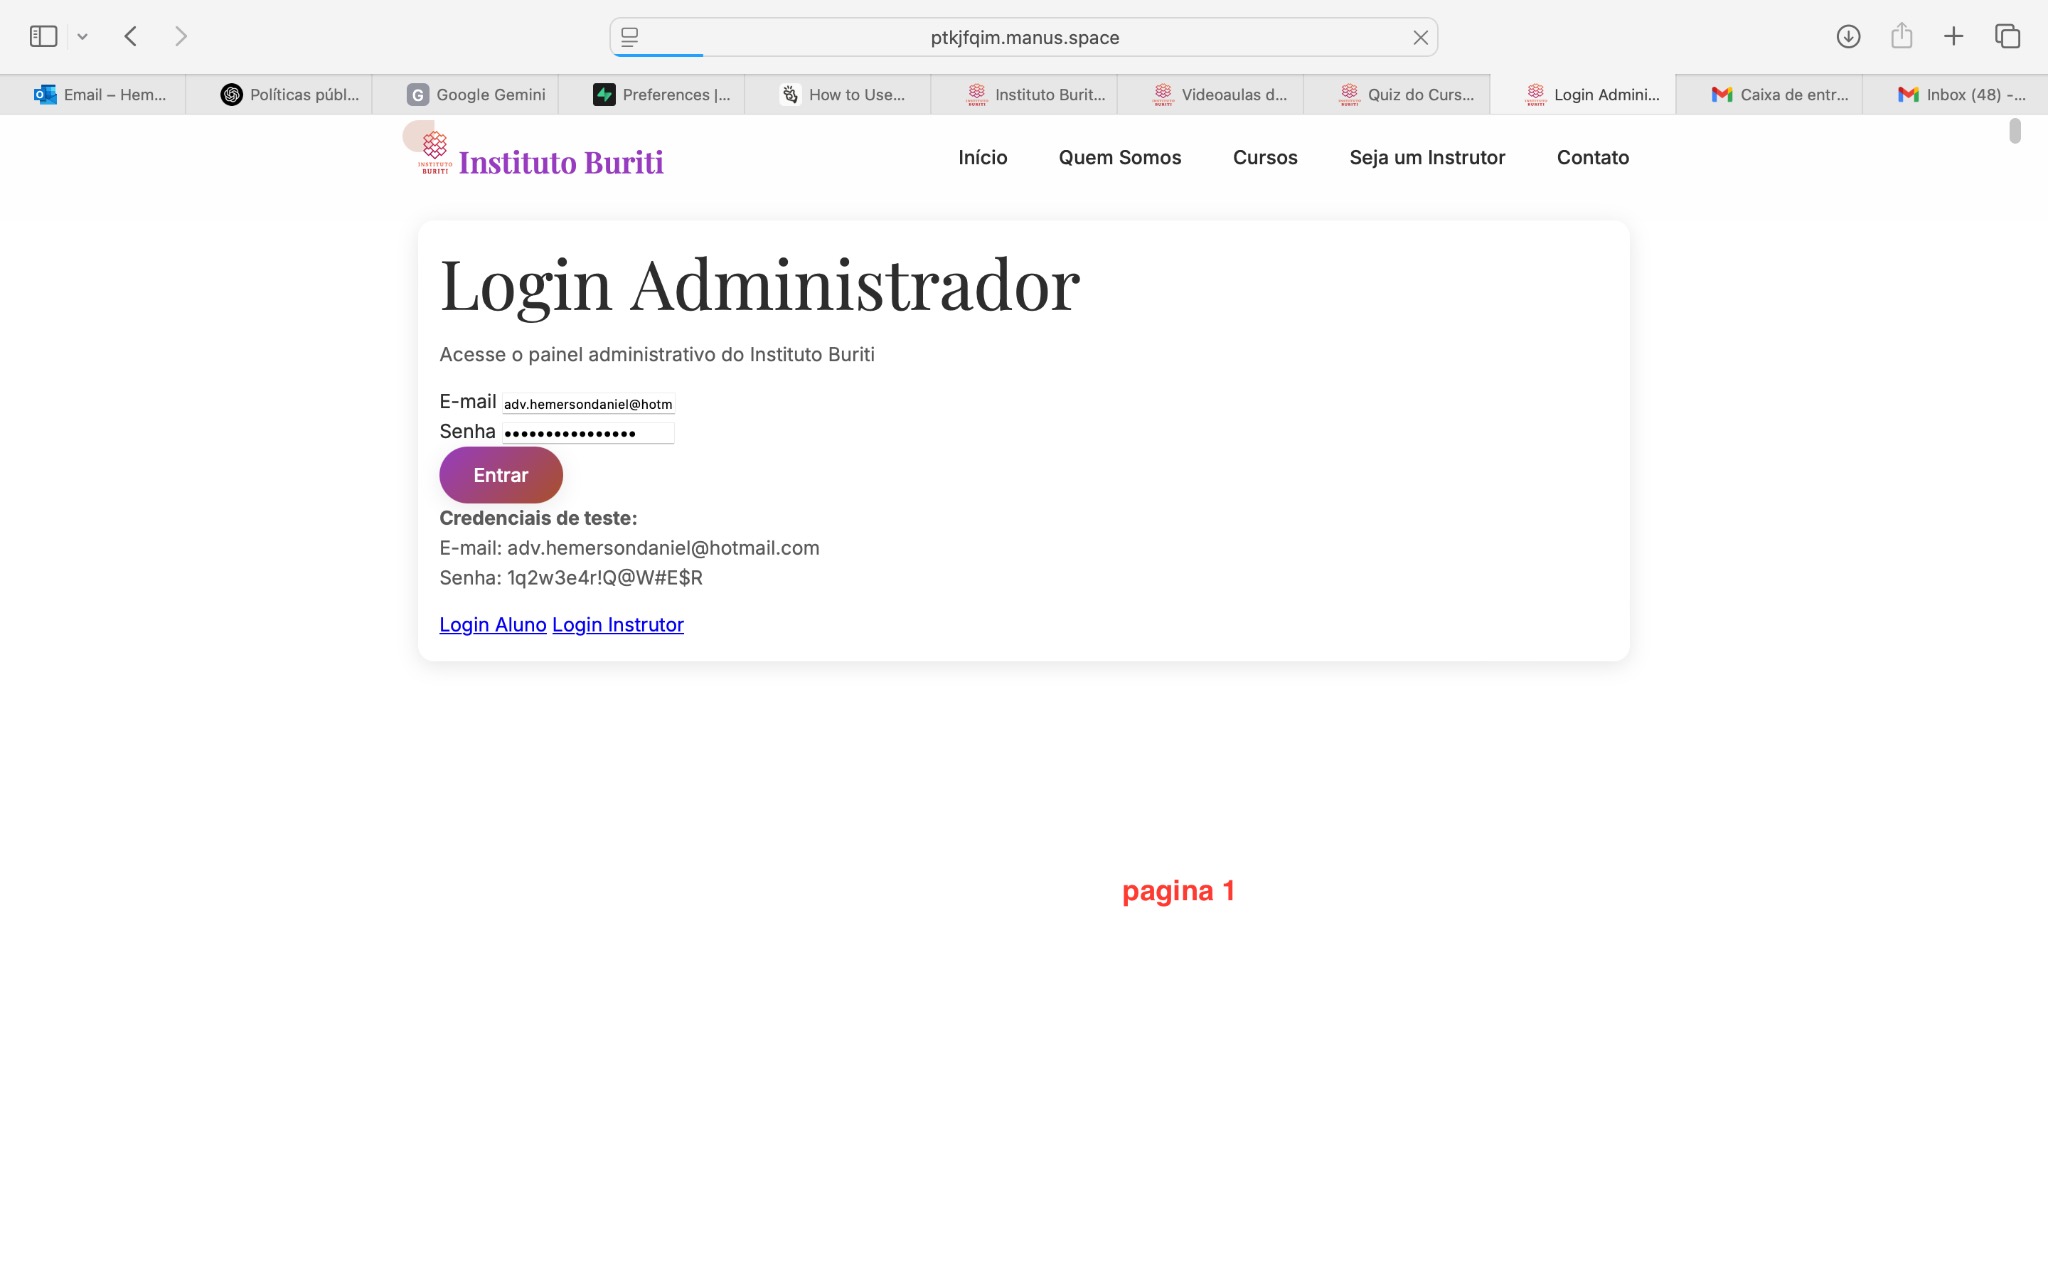 ptkjfqim.manus.space
Email – Hem...
Políticas públ...
G Google Gemini
Preferences |...
How to Use...
Instituto Burit...
Videoaulas d...
Quiz do Curs...
Login Admini...
Caixa de entr...
Inbox (48) -...
INSTITUTO
BURITI
Instituto Buriti
Início
Quem Somos
Cursos
Seja um Instrutor
Contato
Login Administrador
Acesse o painel administrativo do Instituto Buriti
E-mail adv.hemersondaniel@hotm
Senha ••••••••••••••••
Entrar
Credenciais de teste:
E-mail: adv.hemersondaniel@hotmail.com
Senha: 1q2w3e4r!Q@W#E$R
Login Aluno Login Instrutor
pagina 1